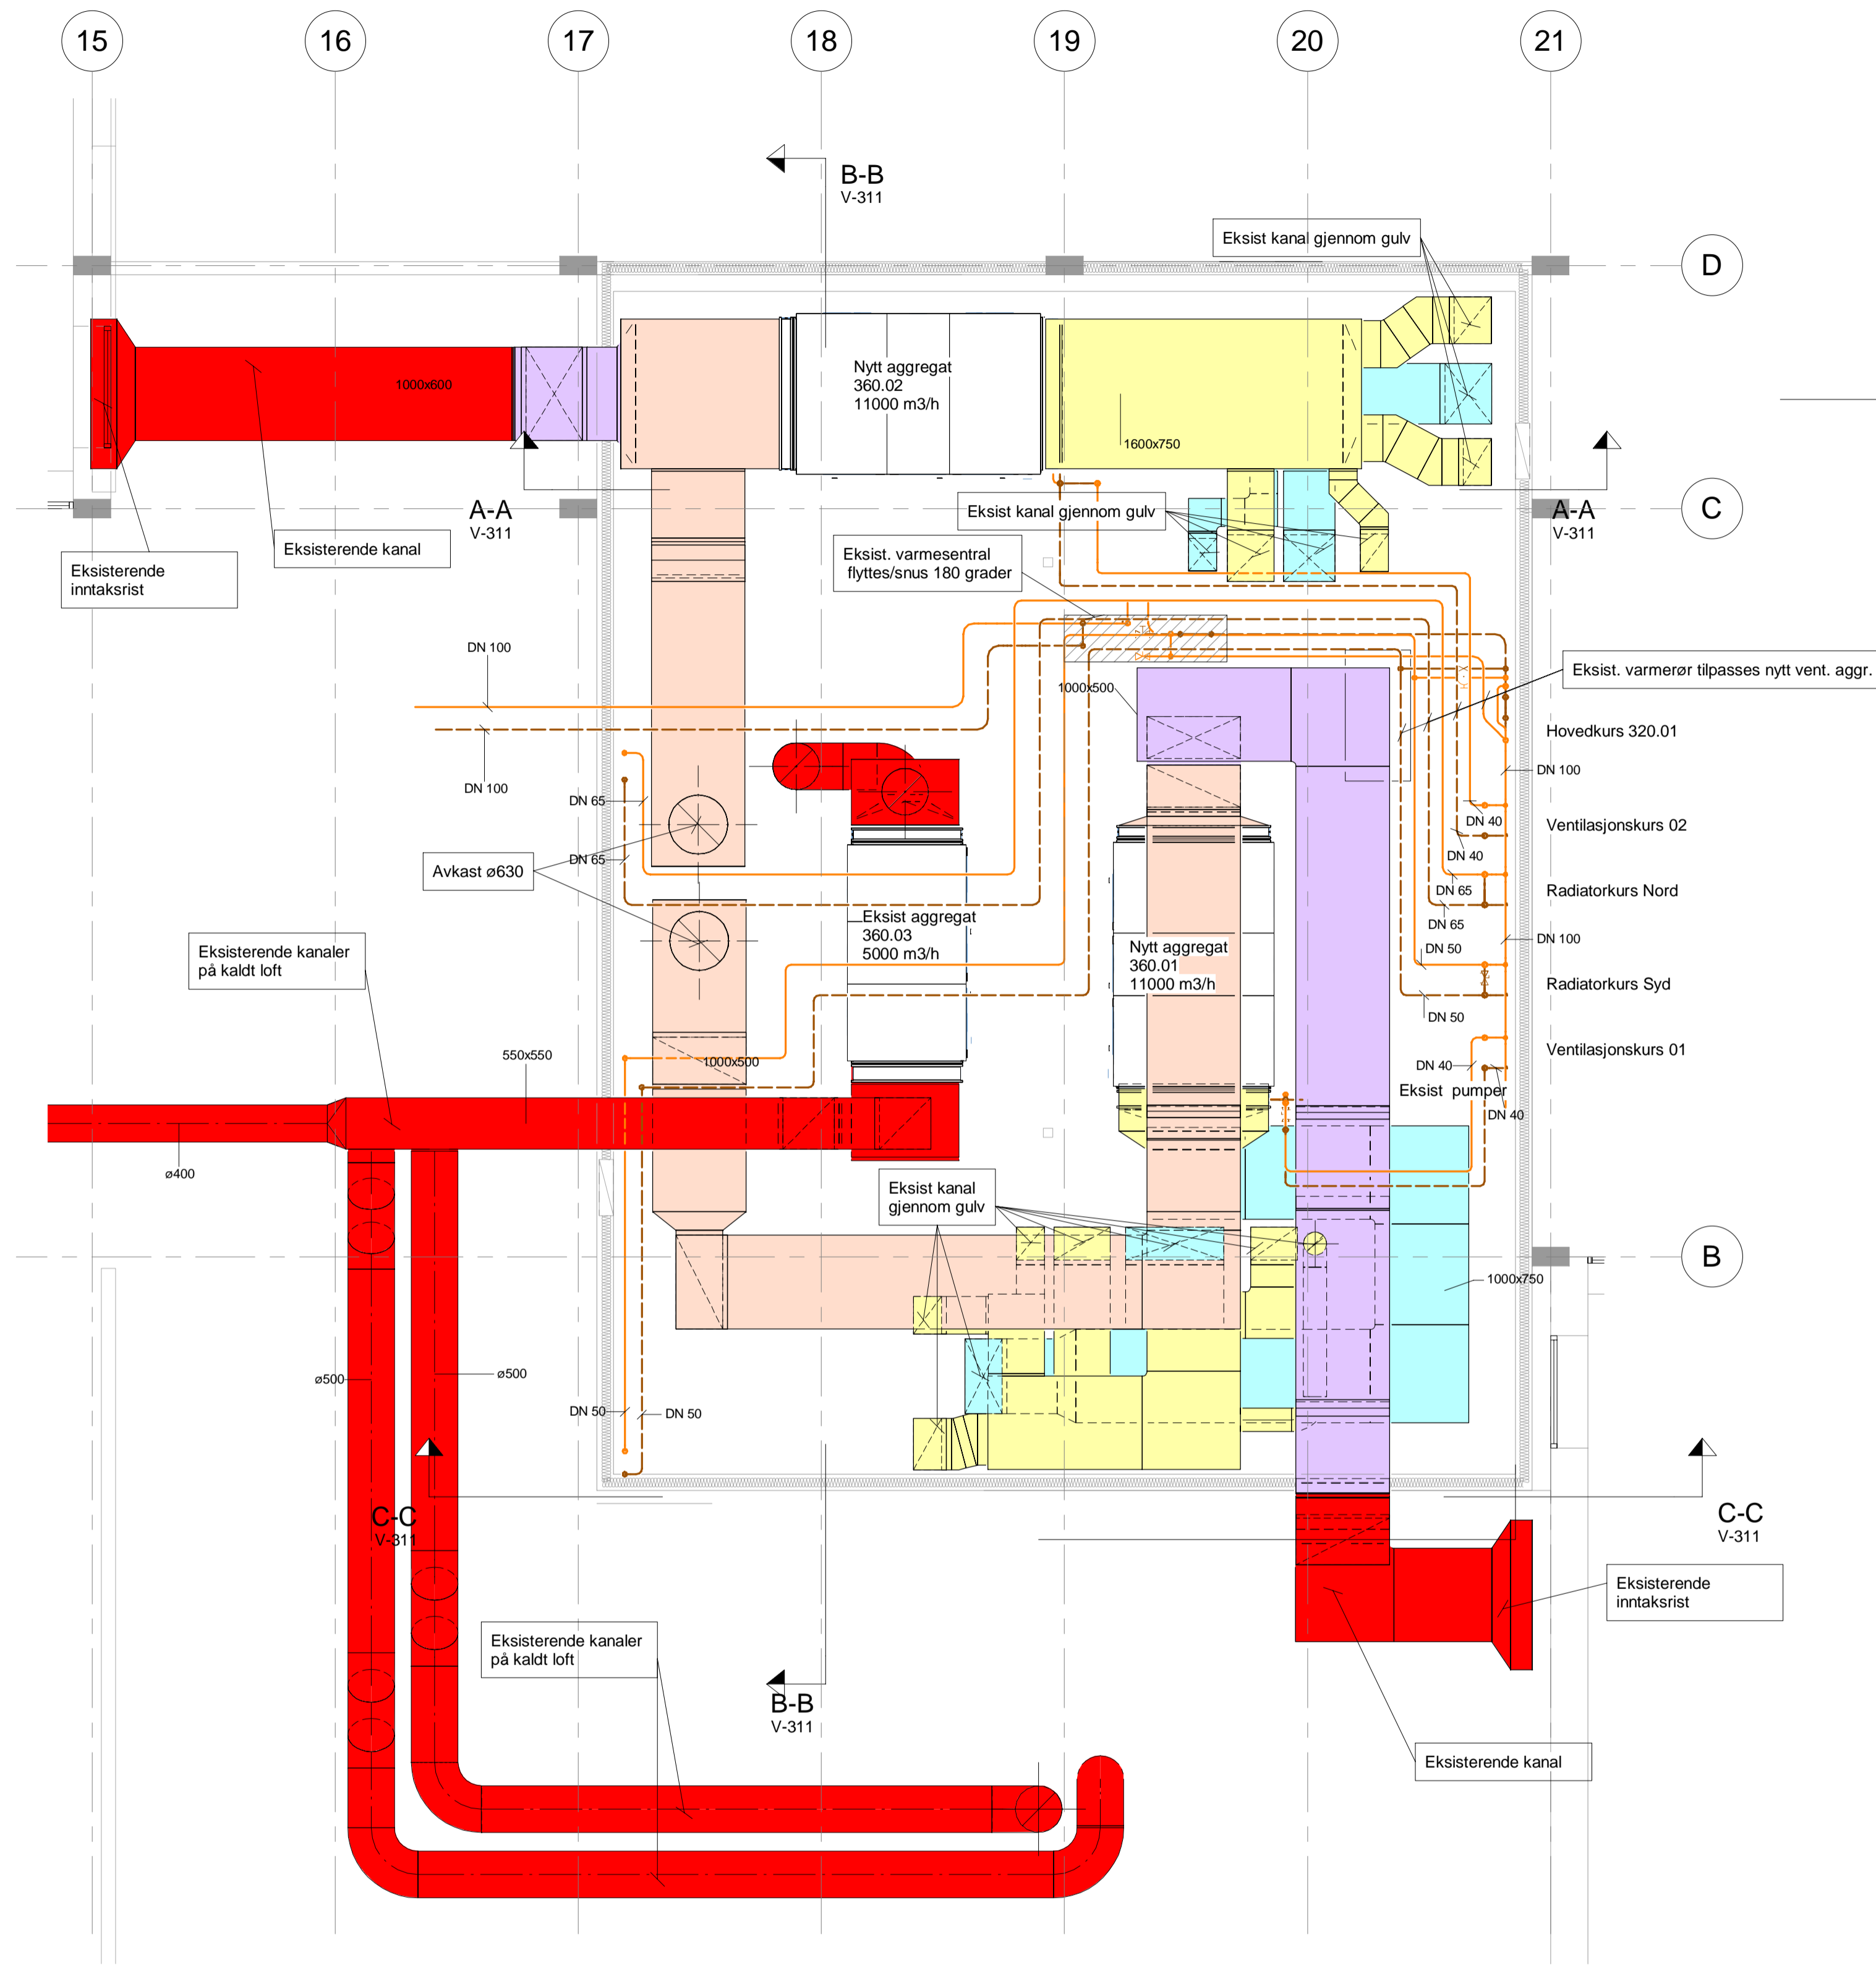 15
16
17
18
19
20
21
B-B
V-311
Eksist kanal gjennom gulv
D
Nytt aggregat
360.02
11000 m3/h
1000x600
1600x750
A-A
V-311
Eksist kanal gjennom gulv
A-A
V-311
C
Eksisterende kanal
Eksisterende
inntaksrist
Eksist. varmesentral
flyttes/snus 180 grader
DN 100
DN 100
1000x500
Eksist. varmerør tilpasses nytt vent. aggr.
Hovedkurs 320.01
DN 100
DN 65
DN 40
Ventilasjonskurs 02
DN 65
DN 40
Avkast ø630
DN 65
Radiatorkurs Nord
DN 65
Eksist aggregat
360.03
5000 m3/h
Nytt aggregat
360.01
11000 m3/h
DN 50
DN 100
Eksisterende kanaler
på kaldt loft
Radiatorkurs Syd
DN 50
550x550
1000x500
Ventilasjonskurs 01
DN 40
Eksist pumper
DN 40
ø400
Eksist kanal
gjennom gulv
B
1000x750
ø500
ø500
DN 50
DN 50
C-C
V-311
C-C
V-311
Eksisterende
inntaksrist
Eksisterende kanaler
på kaldt loft
B-B
V-311
Eksisterende kanal